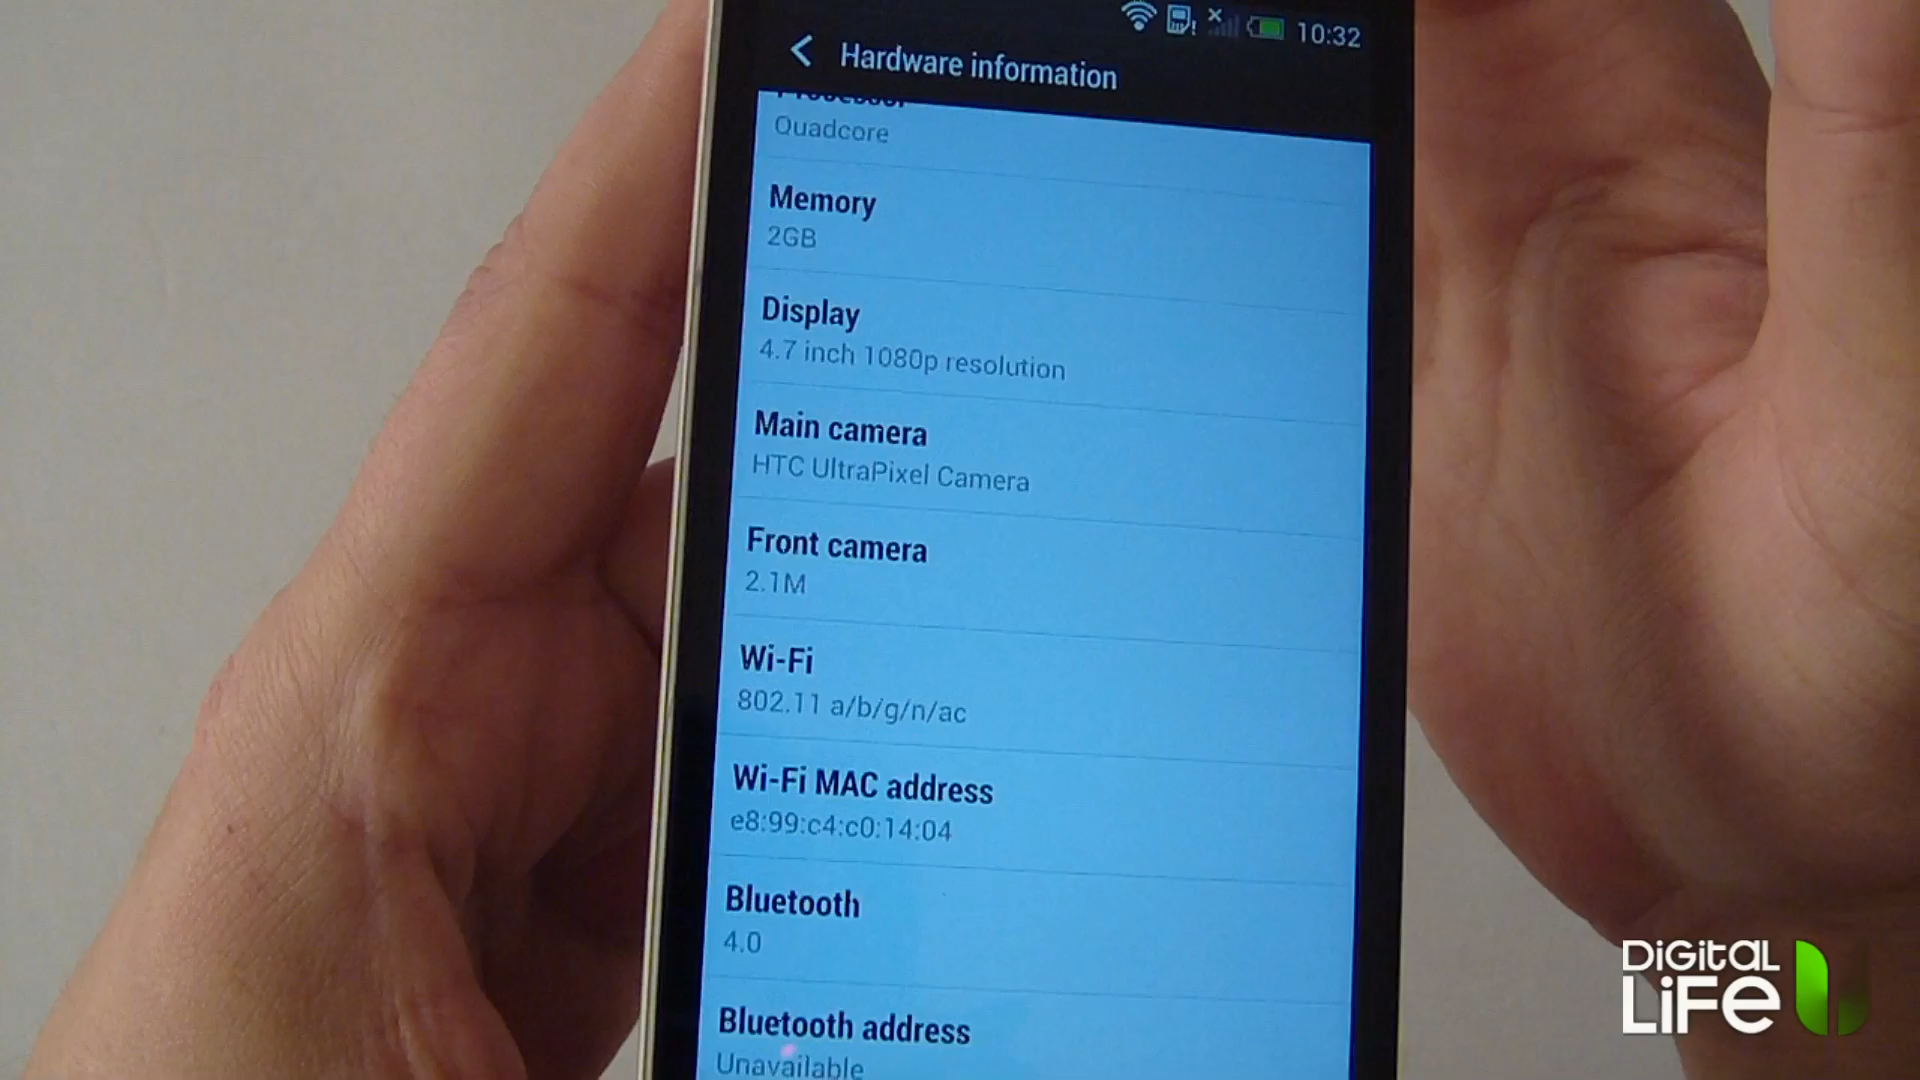 10:32
Hardware information
Processor
Quadcore
Memory
2GB
Display
4.7 inch 1080p resolution
Main camera
HTC UltraPixel Camera
Front camera
2.1M
Wi-Fi
802.11 a/b/g/n/ac
Wi-Fi MAC address
e8:99:c4:c0:14:04
Bluetooth
4.0
Bluetooth address
Unavailable
DiGitaL
LiFe